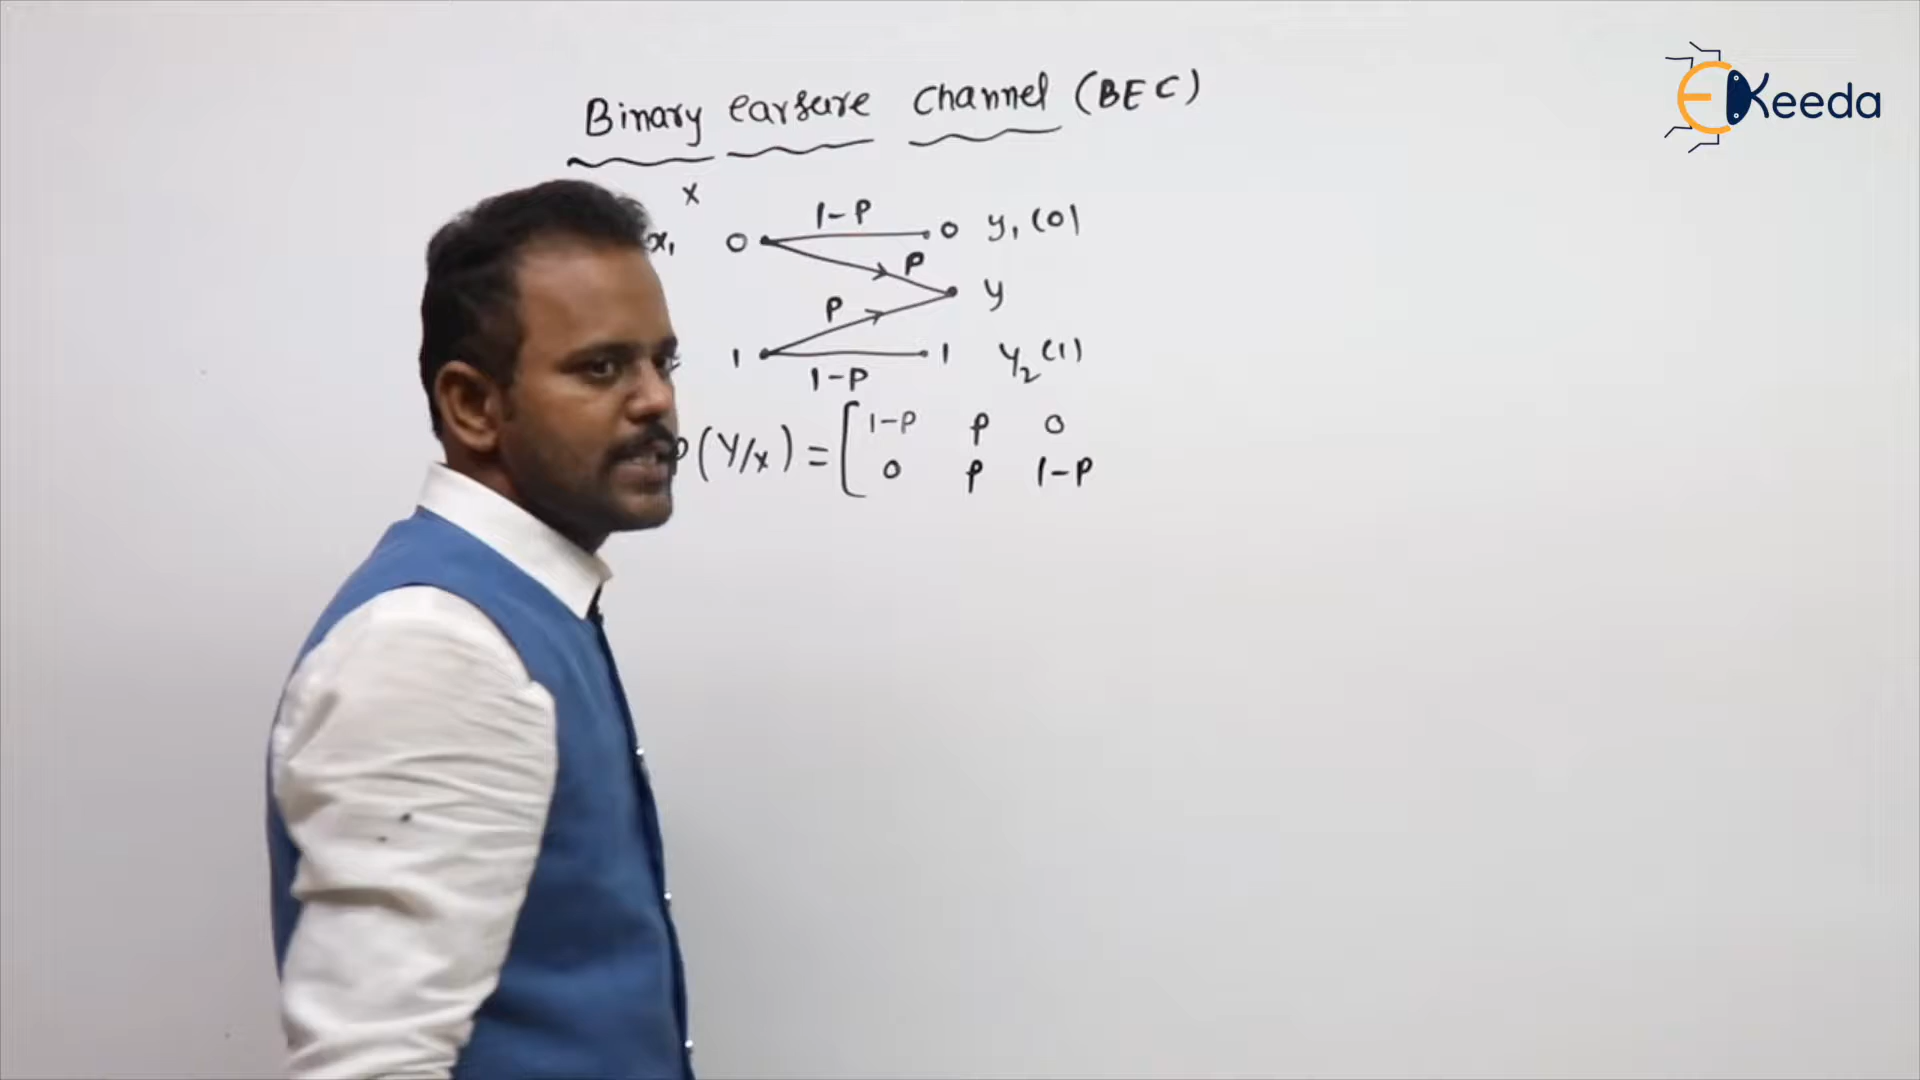 Binary earsure Channel (BEC)
x
x₁ 0 1-P 0 y₁ (0)
P
P y
1 1 y₂ (1)
1-P
P(Y/x) = [ 1-P P 0
0 P 1-P
EKeeda